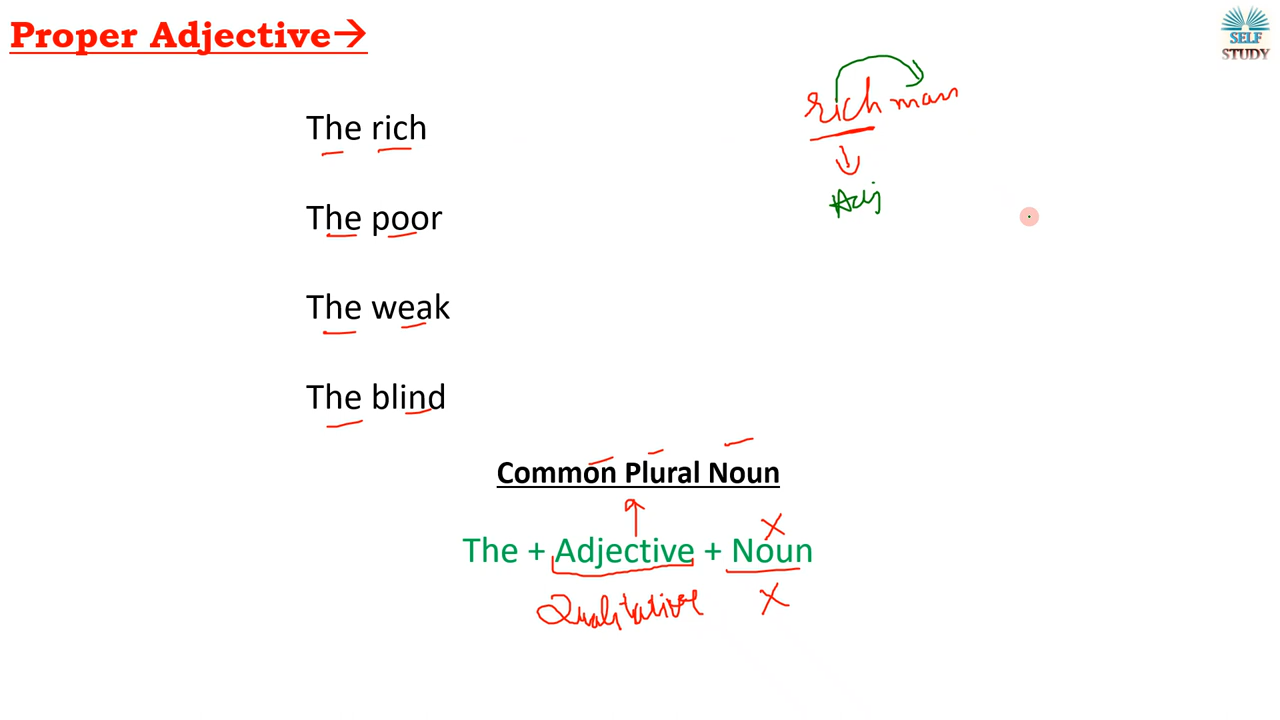 Proper Adjective→
SELF
STUDY
rich man
Adj
The rich
The poor
The weak
The blind
Common Plural Noun
The + Adjective + Noun
Qualitative